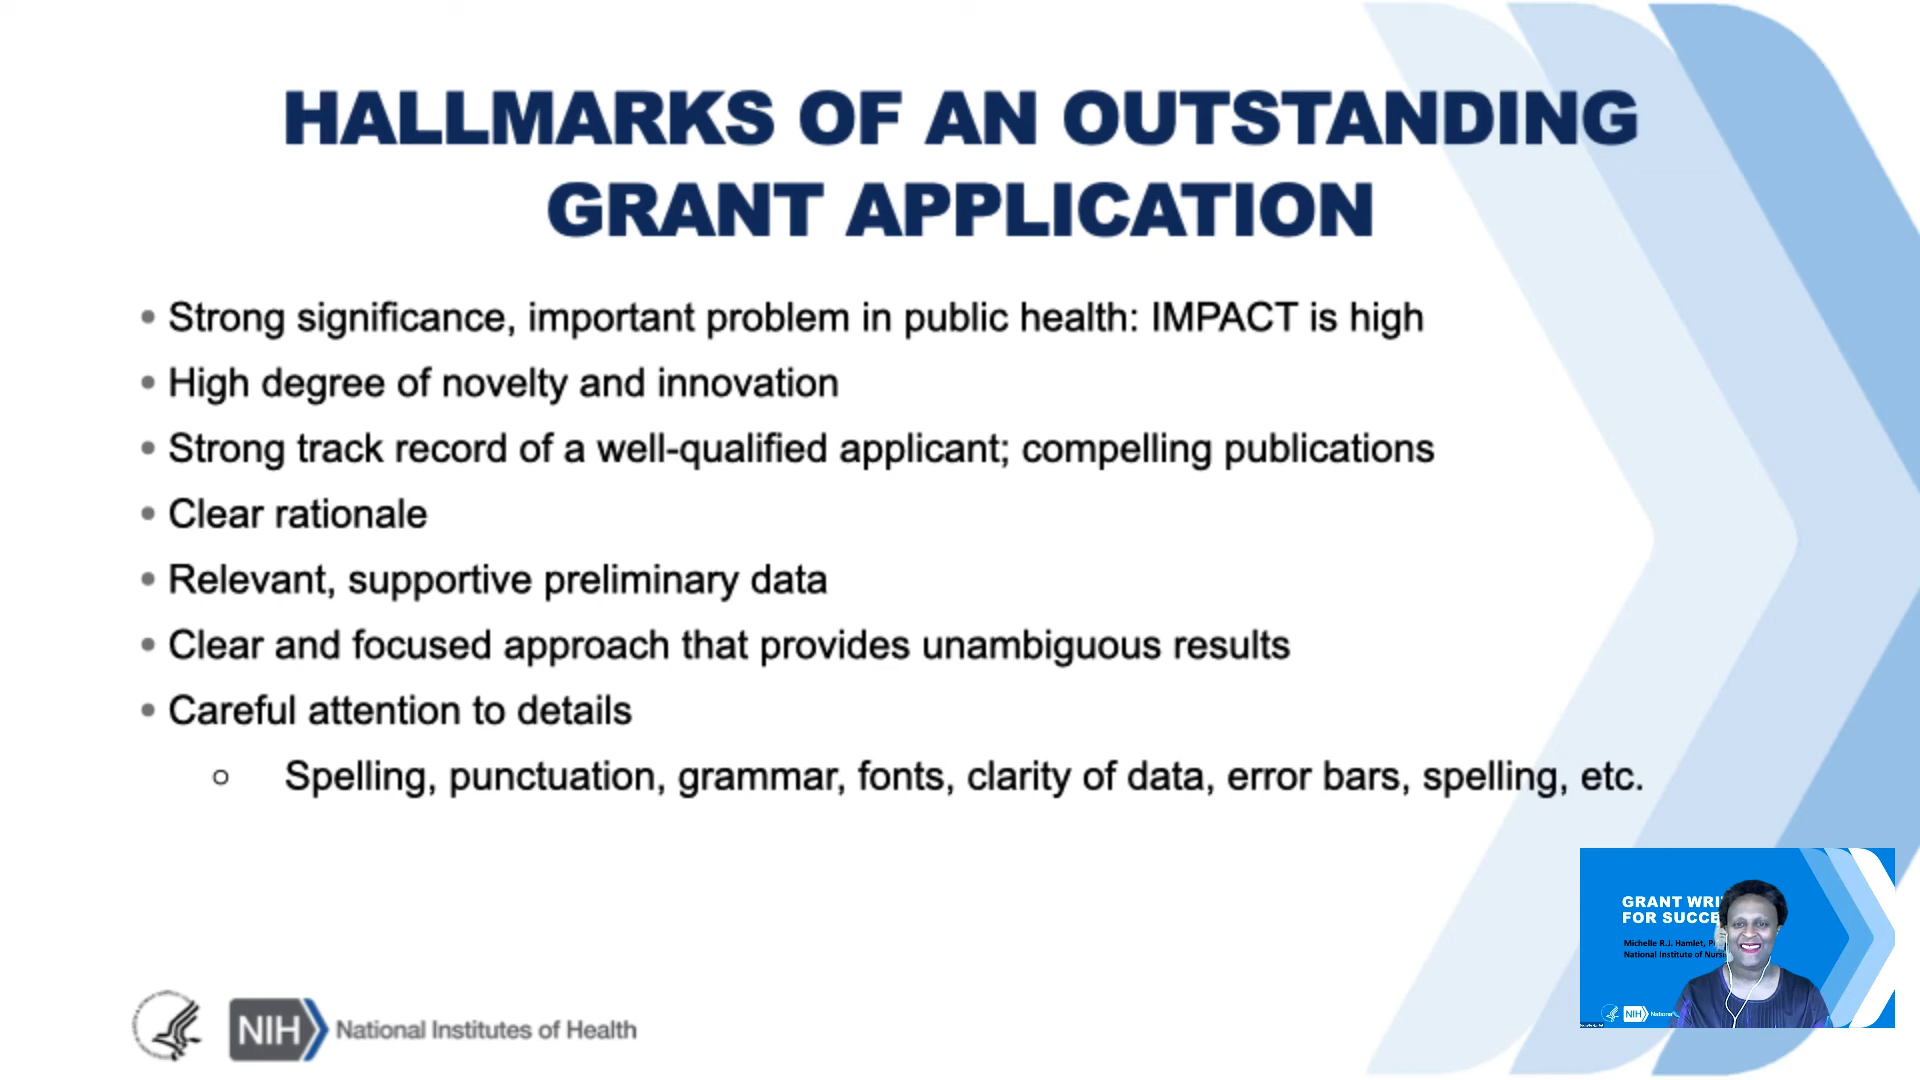 HALLMARKS OF AN OUTSTANDING
GRANT APPLICATION
• Strong significance, important problem in public health: IMPACT is high
• High degree of novelty and innovation
• Strong track record of a well-qualified applicant; compelling publications
• Clear rationale
• Relevant, supportive preliminary data
• Clear and focused approach that provides unambiguous results
• Careful attention to details
o Spelling, punctuation, grammar, fonts, clarity of data, error bars, spelling, etc.
GRANT WRI
FOR SUCCE
Michelle R.J. Hamlet, P
National Institute of Nurs
NIH Nationa
NIH National Institutes of Health